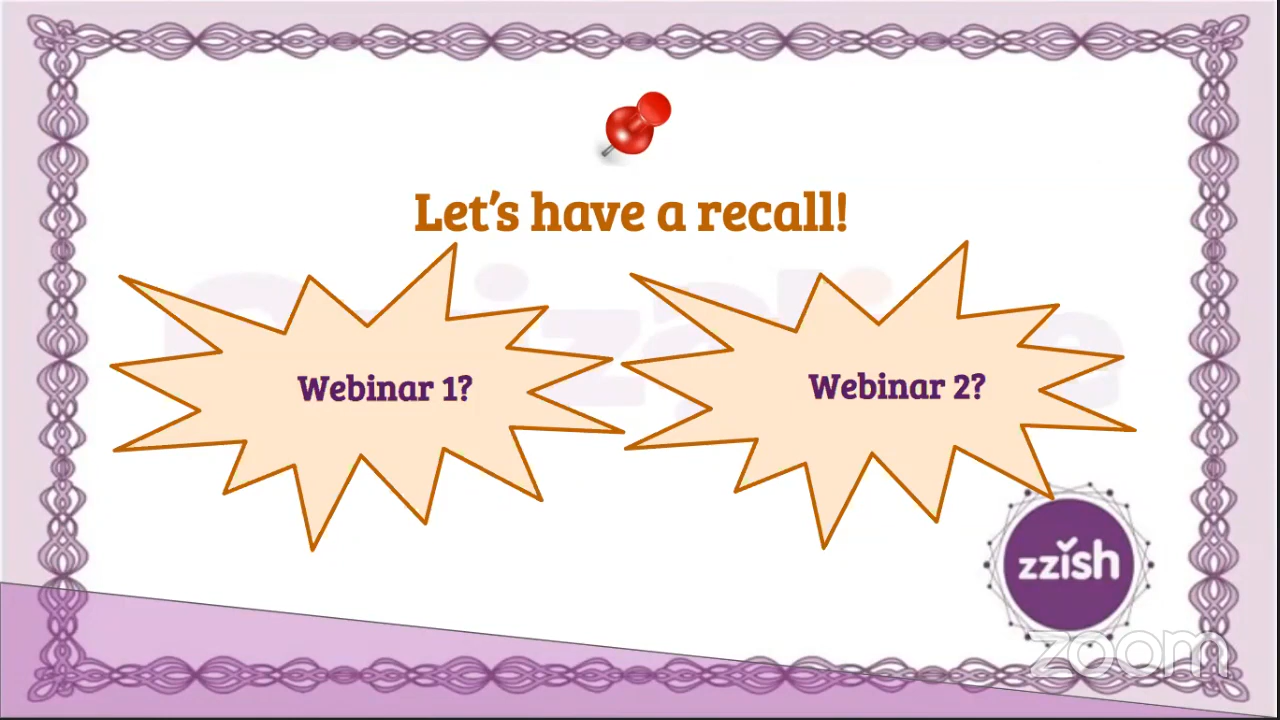 Let's have a recall!
Webinar 1?
Webinar 2?
zzish
zoom